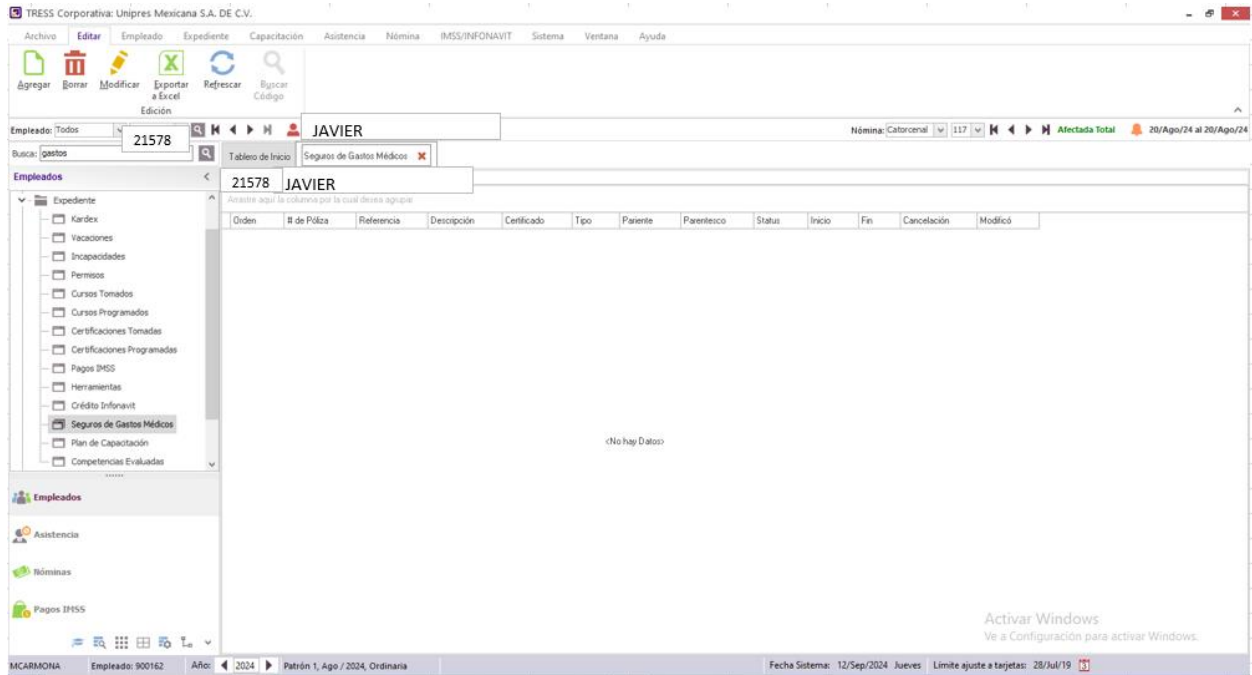 TRESS Corporativa: Unipres Mexicana S.A. DE C.V.
Archivo Editar Empleado Expediente Capacitación Asistencia Nómina IMSS/INFONAVIT Sistema Ventana Ayuda
Agregar Borrar Modificar Exportar a Excel Refrescar Buscar Código
Edición
Empleado: Todos 21578 JAVIER Nómina: Catorcenal 117 Afectada Total 20/Ago/24 al 20/Ago/24
Busca: gastos
Tablero de Inicio Seguros de Gastos Médicos
Empleados
21578 JAVIER
Arrastre aquí la columna por la cual desea agrupar
Orden # de Póliza Referencia Descripción Certificado Tipo Pariente Parentesco Status Inicio Fin Cancelación Modificó
Expediente
Kardex
Vacaciones
Incapacidades
Permisos
Cursos Tomados
Cursos Programados
Certificaciones Tomadas
Certificaciones Programadas
Pagos IMSS
Herramientas
Crédito Infonavit
Seguros de Gastos Médicos
Plan de Capacitación
Competencias Evaluadas
<No hay Datos>
Empleados
Asistencia
Nóminas
Pagos IMSS
Activar Windows
Ve a Configuración para activar Windows.
MCARMONA Empleado: 900162 Año: 2024 Patrón 1, Ago / 2024, Ordinaria Fecha Sistema: 12/Sep/2024 Jueves Limite ajuste a tarjetas: 28/Jul/19